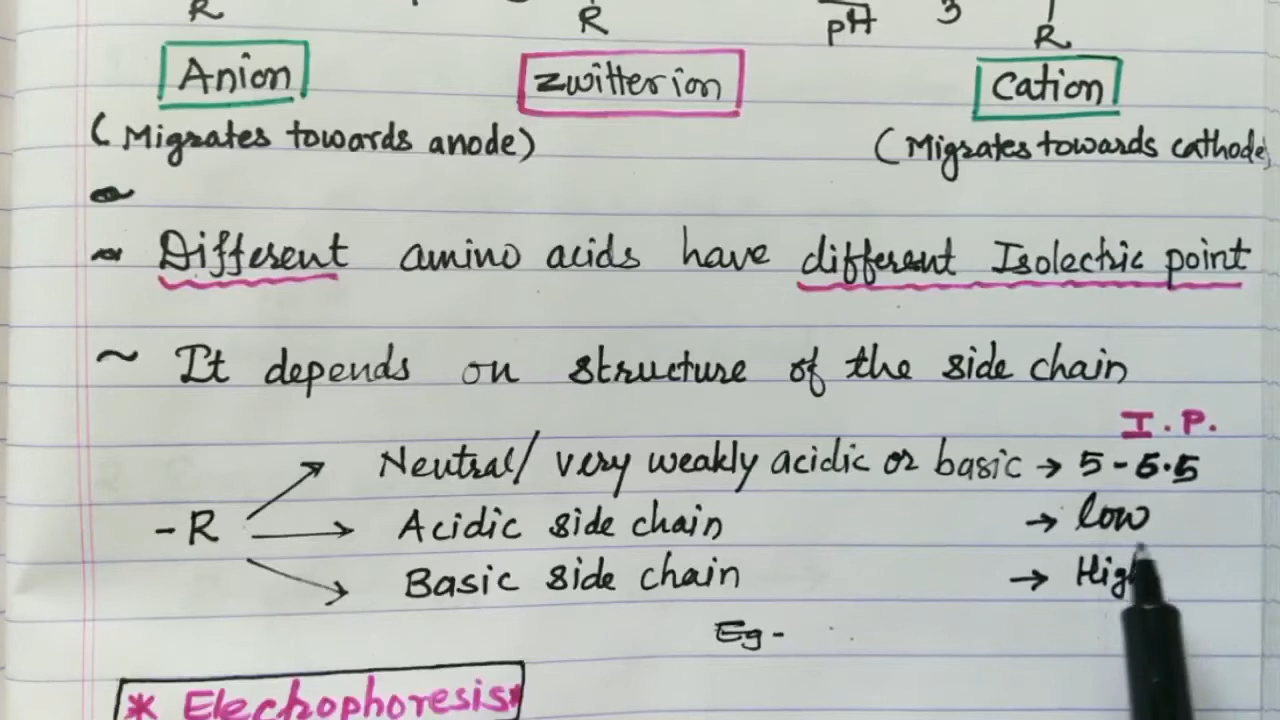 R R pH 3 R
Anion Zwitterion Cation
(Migrates towards anode) (Migrates towards cathode)
~ Different amino acids have different Isolectric point
~ It depends on structure of the side chain
I.P.
Neutral/ very weakly acidic or basic → 5-6.5
-R → Acidic side chain → low
Basic side chain → Hig
Eg -
* Electrophoresis*